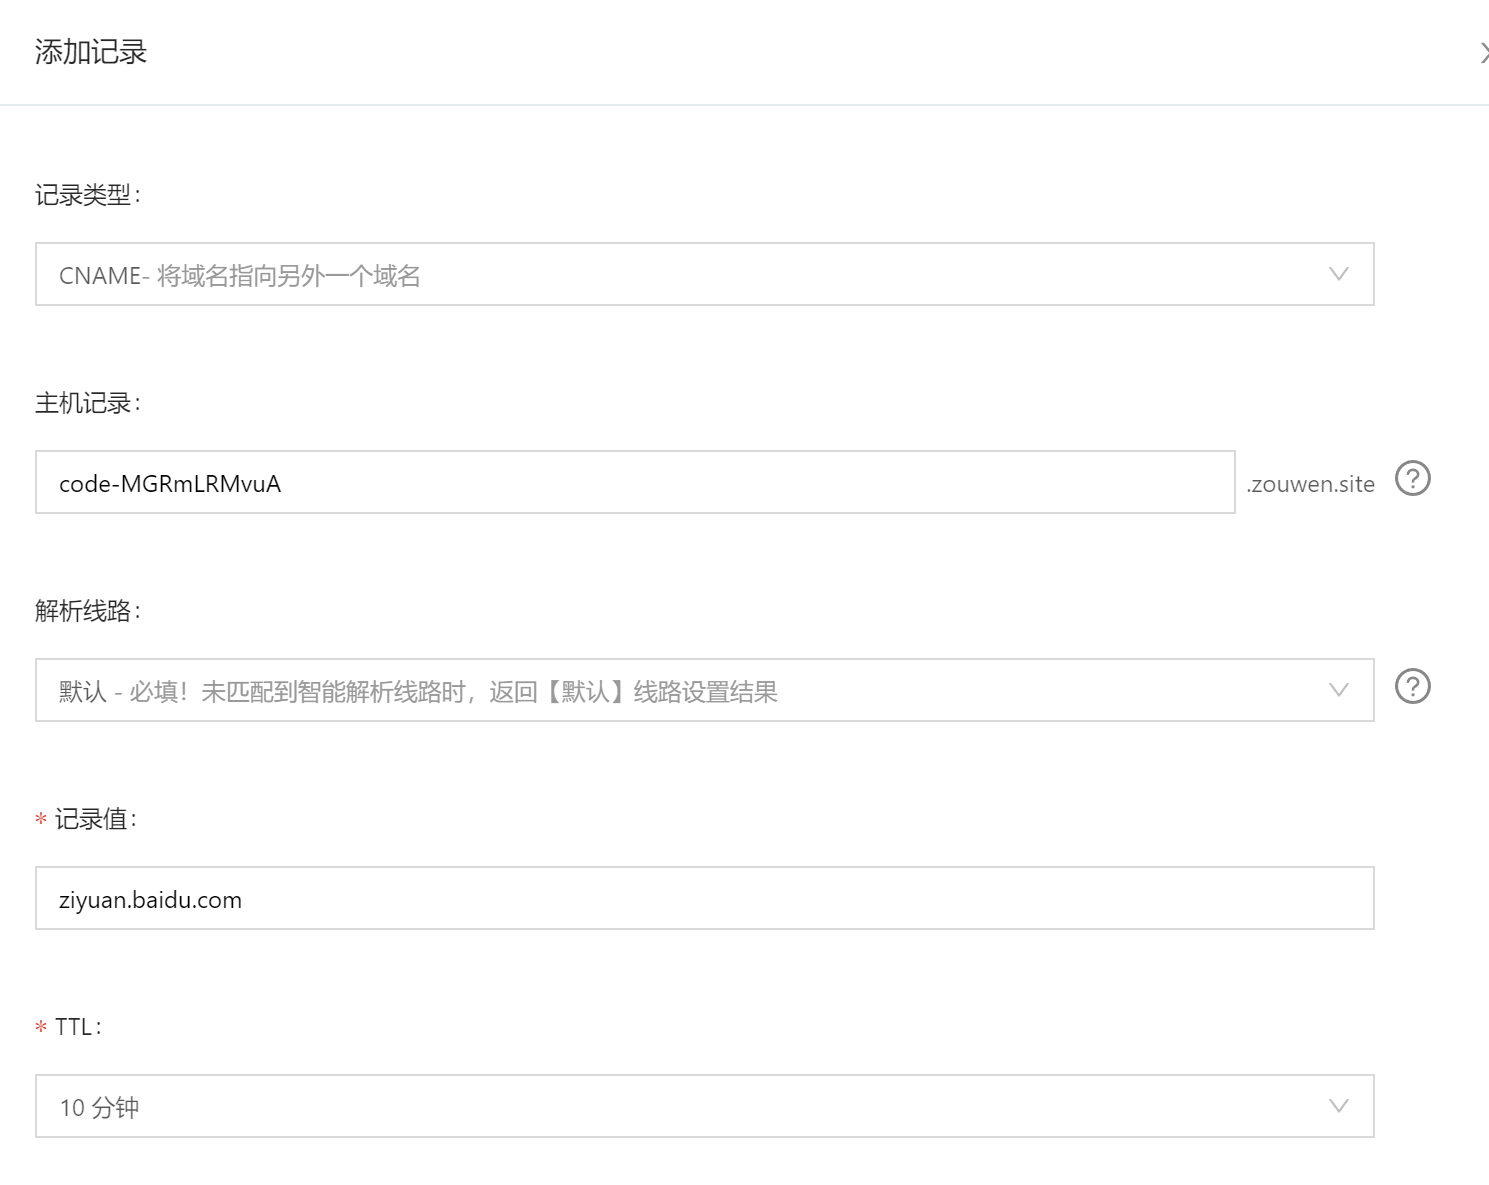 添加记录
记录类型:
CNAME- 将域名指向另外一个域名
主机记录:
code-MGRmLRMvuA .zouwen.site ?
解析线路:
默认 - 必填！未匹配到智能解析线路时，返回【默认】线路设置结果 ?
* 记录值:
ziyuan.baidu.com
* TTL:
10 分钟